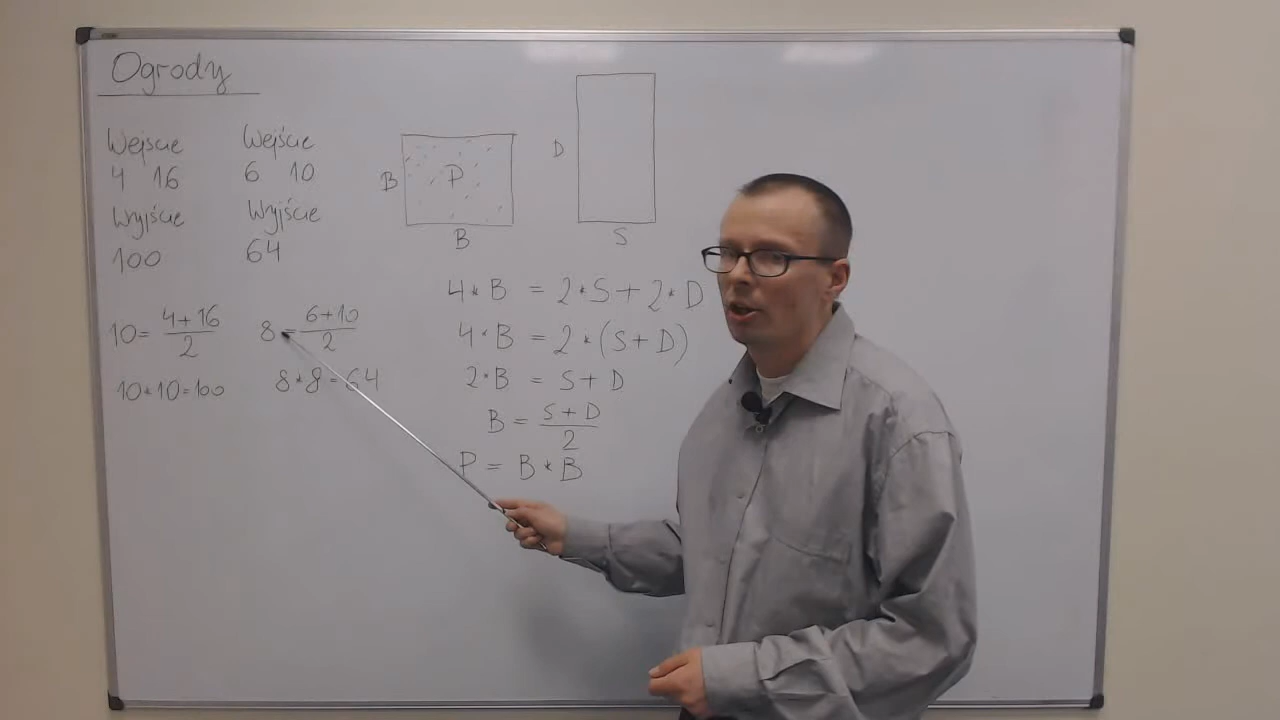 Ogrody
Wejście Wejście
4 16 6 10
Wyjście Wyjście
100 64
10 = 4+16 / 2 8 = 6+10 / 2
10*10=100 8*8=64
B P
B
D
S
4*B = 2*S+2*D
4*B = 2*(S+D)
2*B = S+D
B = S+D / 2
P = B*B